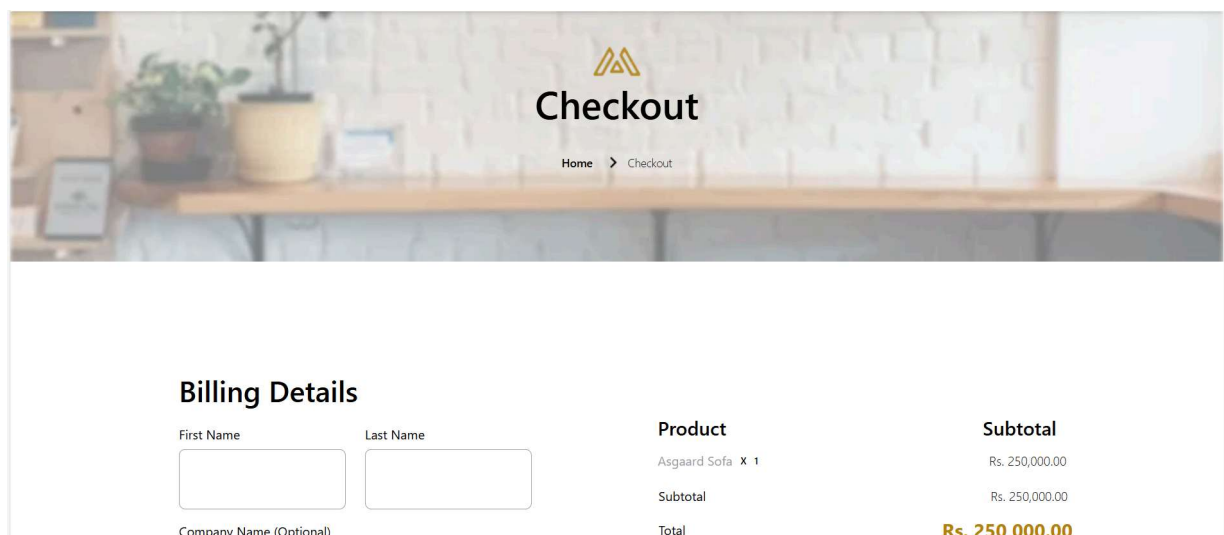 Checkout
Home > Checkout
Billing Details
First Name Last Name
Company Name (Optional)
Product Subtotal
Asgaard Sofa X 1 Rs. 250,000.00
Subtotal Rs. 250,000.00
Total Rs. 250,000.00